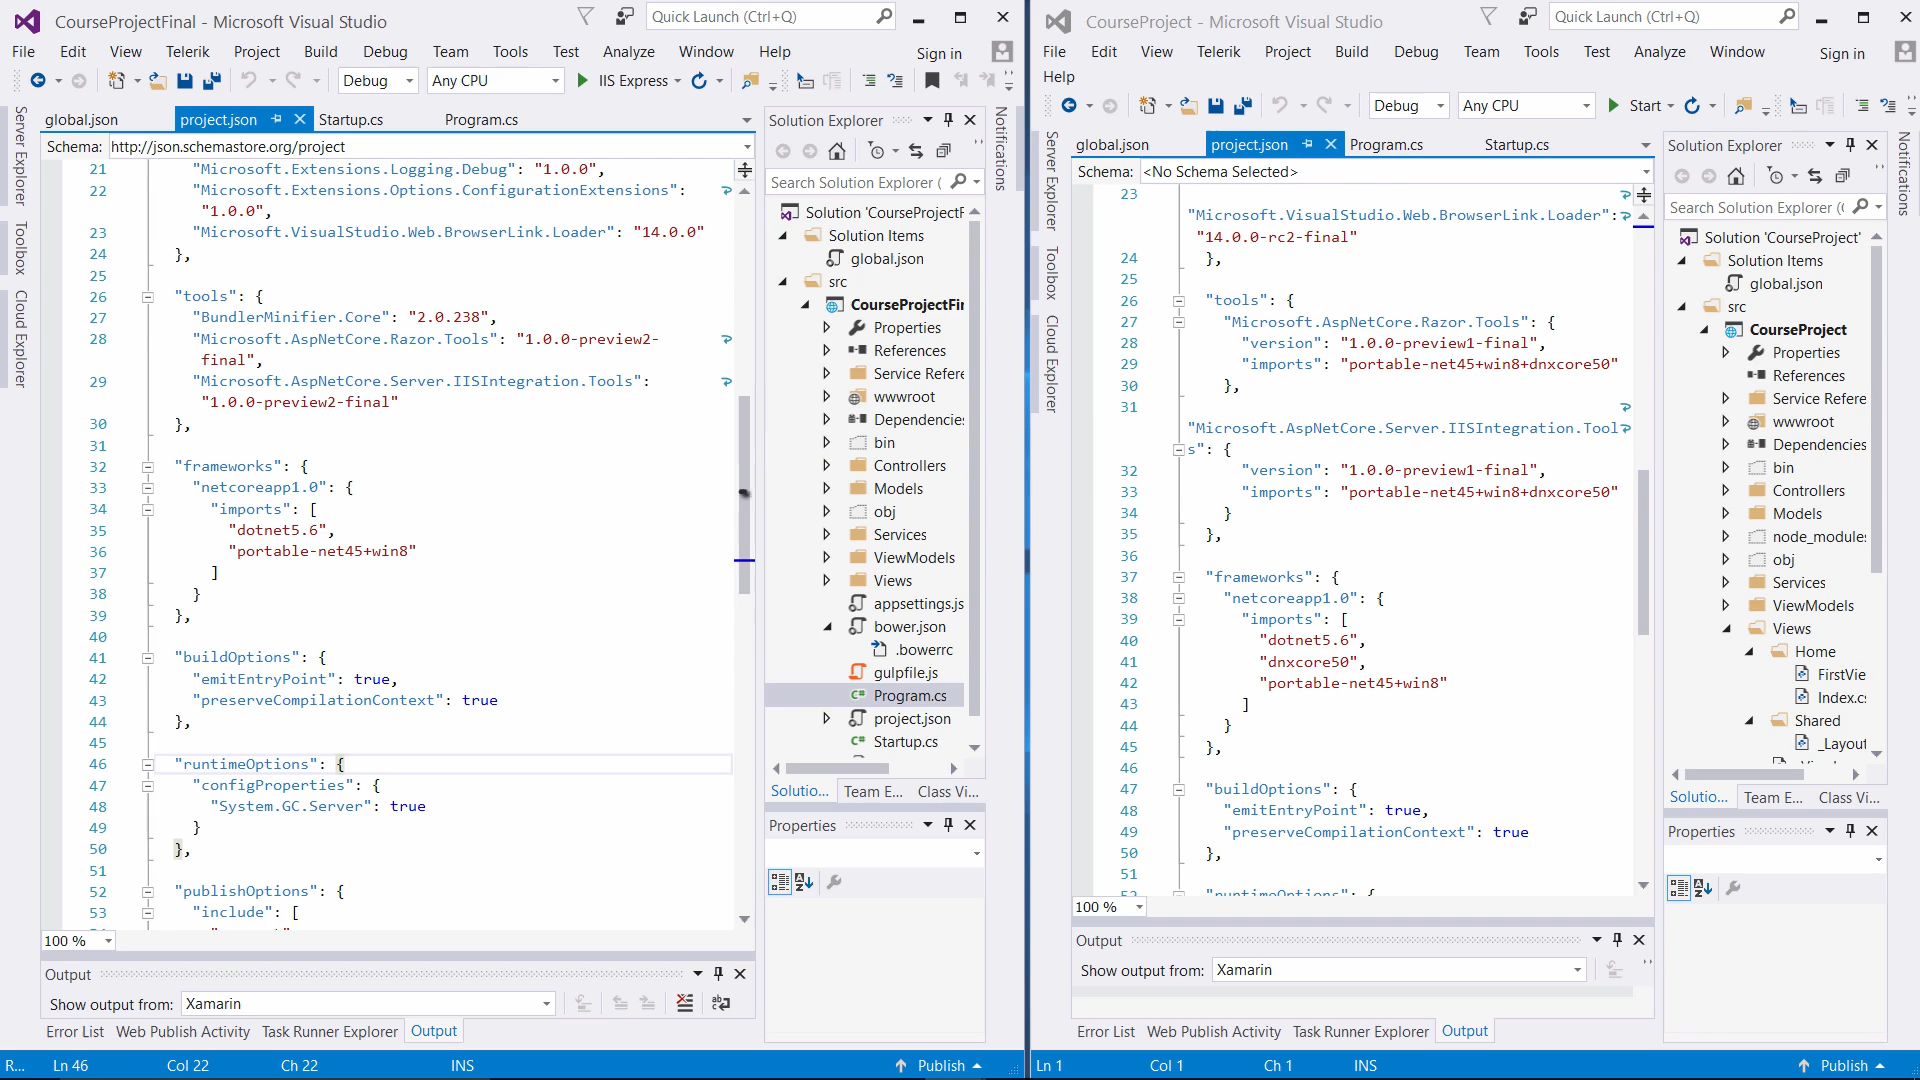 CourseProjectFinal - Microsoft Visual Studio
Quick Launch (Ctrl+Q)
File Edit View Telerik Project Build Debug Team Tools Test Analyze Window Help
Sign in
Debug
Any CPU
IIS Express
Server Explorer
Toolbox
Cloud Explorer
global.json
project.json
Startup.cs
Program.cs
Schema: http://json.schemastore.org/project
21 "Microsoft.Extensions.Logging.Debug": "1.0.0",
22 "Microsoft.Extensions.Options.ConfigurationExtensions":
"1.0.0",
23 "Microsoft.VisualStudio.Web.BrowserLink.Loader": "14.0.0"
24 },
25
26 "tools": {
27 "BundlerMinifier.Core": "2.0.238",
28 "Microsoft.AspNetCore.Razor.Tools": "1.0.0-preview2-
final",
29 "Microsoft.AspNetCore.Server.IISIntegration.Tools":
"1.0.0-preview2-final"
30 },
31
32 "frameworks": {
33 "netcoreapp1.0": {
34 "imports": [
35 "dotnet5.6",
36 "portable-net45+win8"
37 ]
38 }
39 },
40
41 "buildOptions": {
42 "emitEntryPoint": true,
43 "preserveCompilationContext": true
44 },
45
46 "runtimeOptions": {
47 "configProperties": {
48 "System.GC.Server": true
49 }
50 },
51
52 "publishOptions": {
53 "include": [
100 %
Output
Show output from: Xamarin
Error List Web Publish Activity Task Runner Explorer Output
R... Ln 46 Col 22 Ch 22 INS Publish
Solution Explorer
Search Solution Explorer (
Solution 'CourseProjectF
Solution Items
global.json
src
CourseProjectFin
Properties
References
Service Refere
wwwroot
Dependencies
bin
Controllers
Models
obj
Services
ViewModels
Views
appsettings.js
bower.json
.bowerrc
gulpfile.js
Program.cs
project.json
Startup.cs
Solutio... Team E... Class Vi...
Properties
Notifications
CourseProject - Microsoft Visual Studio
Quick Launch (Ctrl+Q)
File Edit View Telerik Project Build Debug Team Tools Test Analyze Window
Help
Sign in
Debug
Any CPU
Start
Server Explorer
Toolbox
Cloud Explorer
global.json
project.json
Program.cs
Startup.cs
Schema: <No Schema Selected>
23
"Microsoft.VisualStudio.Web.BrowserLink.Loader":
"14.0.0-rc2-final"
24 },
25
26 "tools": {
27 "Microsoft.AspNetCore.Razor.Tools": {
28 "version": "1.0.0-preview1-final",
29 "imports": "portable-net45+win8+dnxcore50"
30 },
31
"Microsoft.AspNetCore.Server.IISIntegration.Tool
s": {
32 "version": "1.0.0-preview1-final",
33 "imports": "portable-net45+win8+dnxcore50"
34 }
35 },
36
37 "frameworks": {
38 "netcoreapp1.0": {
39 "imports": [
40 "dotnet5.6",
41 "dnxcore50",
42 "portable-net45+win8"
43 ]
44 }
45 },
46
47 "buildOptions": {
48 "emitEntryPoint": true,
49 "preserveCompilationContext": true
50 },
51
52 "runtimeOptions": {
100 %
Output
Show output from: Xamarin
Error List Web Publish Activity Task Runner Explorer Output
Ln 1 Col 1 Ch 1 INS Publish
Solution Explorer
Search Solution Explorer (
Solution 'CourseProject'
Solution Items
global.json
src
CourseProject
Properties
References
Service Refere
wwwroot
Dependencies
bin
Controllers
Models
node_modules
obj
Services
ViewModels
Views
Home
FirstVie
Index.cs
Shared
_Layout
Solutio... Team E... Class Vi...
Properties
Notifications